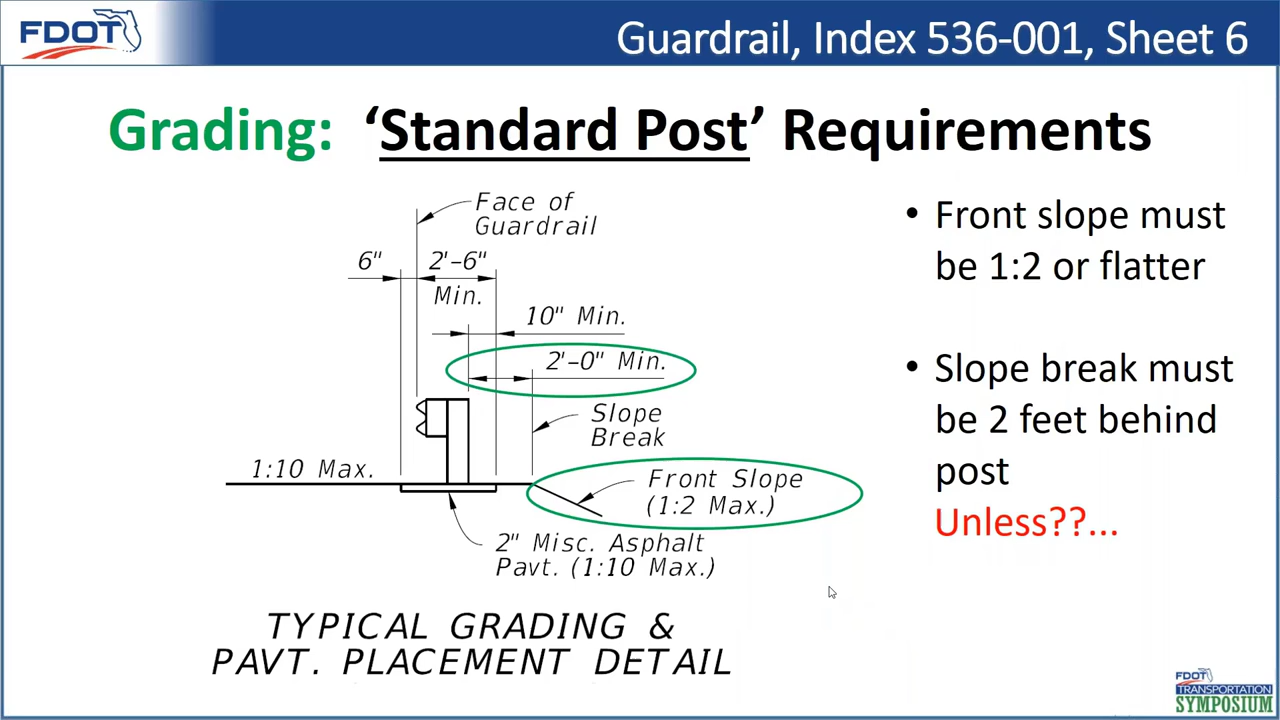 FDOT
Guardrail, Index 536-001, Sheet 6
Grading: ‘Standard Post’ Requirements
Face of
Guardrail
6"
2'-6"
Min.
10" Min.
2'-0" Min.
Slope
Break
1:10 Max.
Front Slope
(1:2 Max.)
2" Misc. Asphalt
Pavt. (1:10 Max.)
TYPICAL GRADING &
PAVT. PLACEMENT DETAIL
• Front slope must
be 1:2 or flatter
• Slope break must
be 2 feet behind
post
Unless??...
FDOT
TRANSPORTATION
SYMPOSIUM